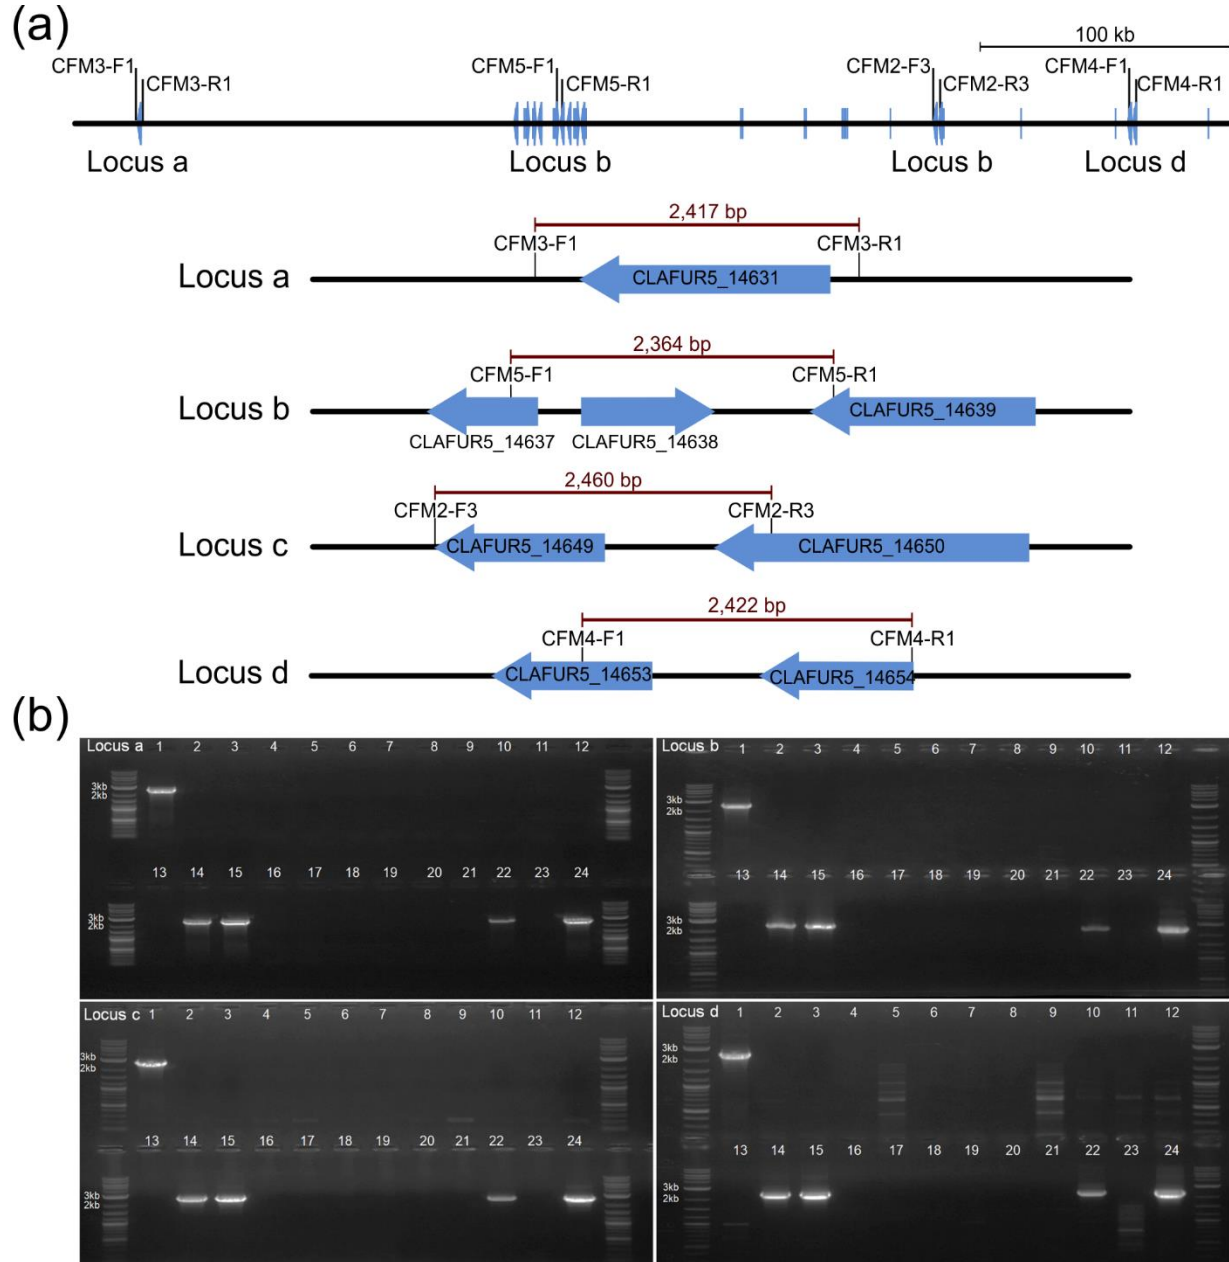 (a)
100 kb
CFM3-F1 CFM5-F1 CFM2-F3 CFM4-F1
CFM3-R1 CFM5-R1 CFM2-R3 CFM4-R1
Locus a Locus b Locus b Locus d
2,417 bp
CFM3-F1 CFM3-R1
Locus a CLAFUR5_14631
2,364 bp
CFM5-F1 CFM5-R1
Locus b CLAFUR5_14639
CLAFUR5_14637 CLAFUR5_14638
2,460 bp
CFM2-F3 CFM2-R3
Locus c CLAFUR5_14649 CLAFUR5_14650
2,422 bp
CFM4-F1 CFM4-R1
Locus d CLAFUR5_14653 CLAFUR5_14654
(b)
Locus a 1 2 3 4 5 6 7 8 9 10 11 12
3kb
2kb
13 14 15 16 17 18 19 20 21 22 23 24
3kb
2kb
Locus b 1 2 3 4 5 6 7 8 9 10 11 12
3kb
2kb
13 14 15 16 17 18 19 20 21 22 23 24
3kb
2kb
Locus c 1 2 3 4 5 6 7 8 9 10 11 12
3kb
2kb
13 14 15 16 17 18 19 20 21 22 23 24
3kb
2kb
Locus d 1 2 3 4 5 6 7 8 9 10 11 12
3kb
2kb
13 14 15 16 17 18 19 20 21 22 23 24
3kb
2kb